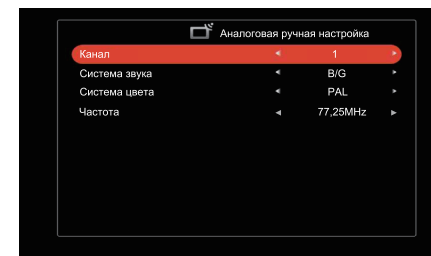 Аналоговая ручная настройка
Канал 1
Система звука B/G
Система цвета PAL
Частота 77,25MHz